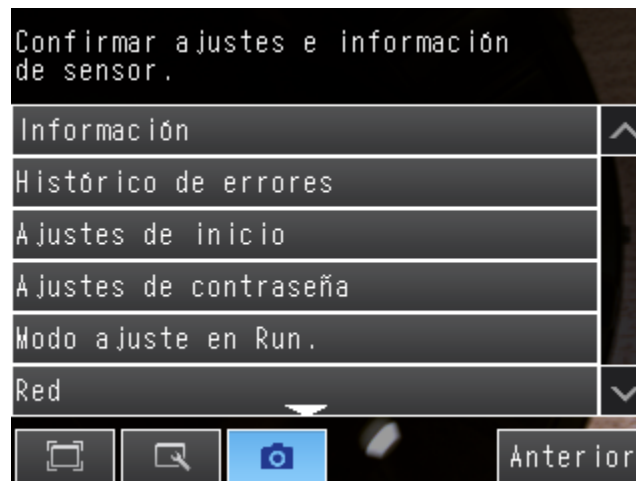 Confirmar ajustes e información
de sensor.
Información
Histórico de errores
Ajustes de inicio
Ajustes de contraseña
Modo ajuste en Run.
Red
Anterior